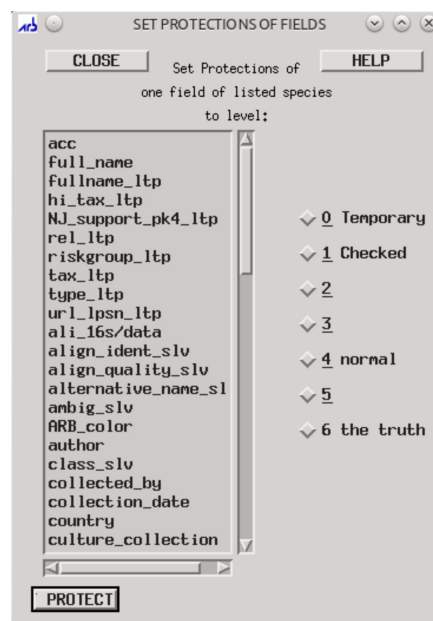 ARB SET PROTECTIONS OF FIELDS
CLOSE
Set Protections of
HELP
one field of listed species
to level:
acc
full_name
fullname_ltp
hi_tax_ltp
NJ_support_pk4_ltp
rel_ltp
riskgroup_ltp
tax_ltp
type_ltp
url_lpsn_ltp
ali_16s/data
align_ident_slv
align_quality_slv
alternative_name_sl
ambig_slv
ARB_color
author
class_slv
collected_by
collection_date
country
culture_collection
0 Temporary
1 Checked
2
3
4 normal
5
6 the truth
PROTECT